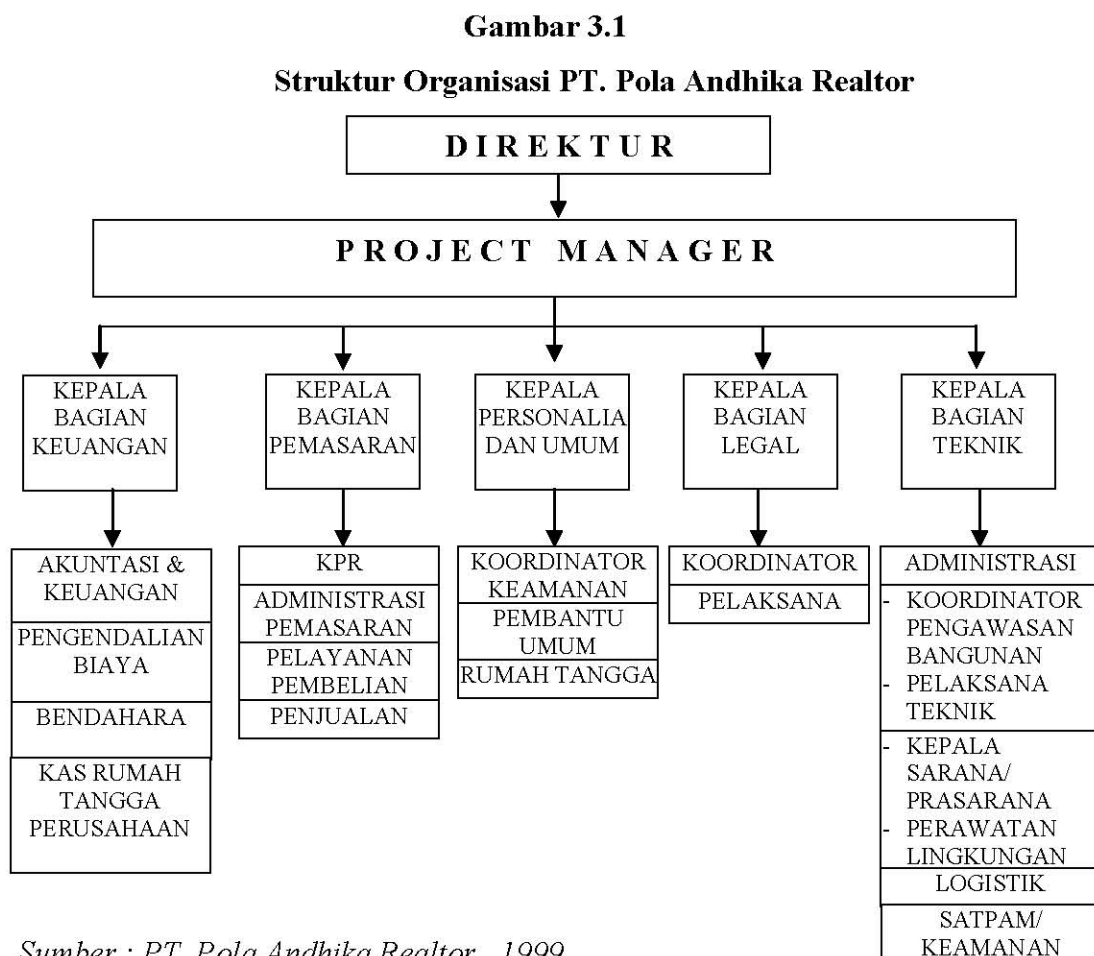 Gambar 3.1
Struktur Organisasi PT. Pola Andhika Realtor
DIREKTUR
PROJECT MANAGER
KEPALA
BAGIAN
KEUANGAN
KEPALA
BAGIAN
PEMASARAN
KEPALA
PERSONALIA
DAN UMUM
KEPALA
BAGIAN
LEGAL
KEPALA
BAGIAN
TEKNIK
AKUNTASI &
KEUANGAN
PENGENDALIAN
BIAYA
BENDAHARA
KAS RUMAH
TANGGA
PERUSAHAAN
KPR
ADMINISTRASI
PEMASARAN
PELAYANAN
PEMBELIAN
PENJUALAN
KOORDINATOR
KEAMANAN
PEMBANTU
UMUM
RUMAH TANGGA
KOORDINATOR
PELAKSANA
ADMINISTRASI
- KOORDINATOR
PENGAWASAN
BANGUNAN
- PELAKSANA
TEKNIK
- KEPALA
SARANA/
PRASARANA
- PERAWATAN
LINGKUNGAN
LOGISTIK
SATPAM/
KEAMANAN
Sumber : PT. Pola Andhika Realtor, 1999